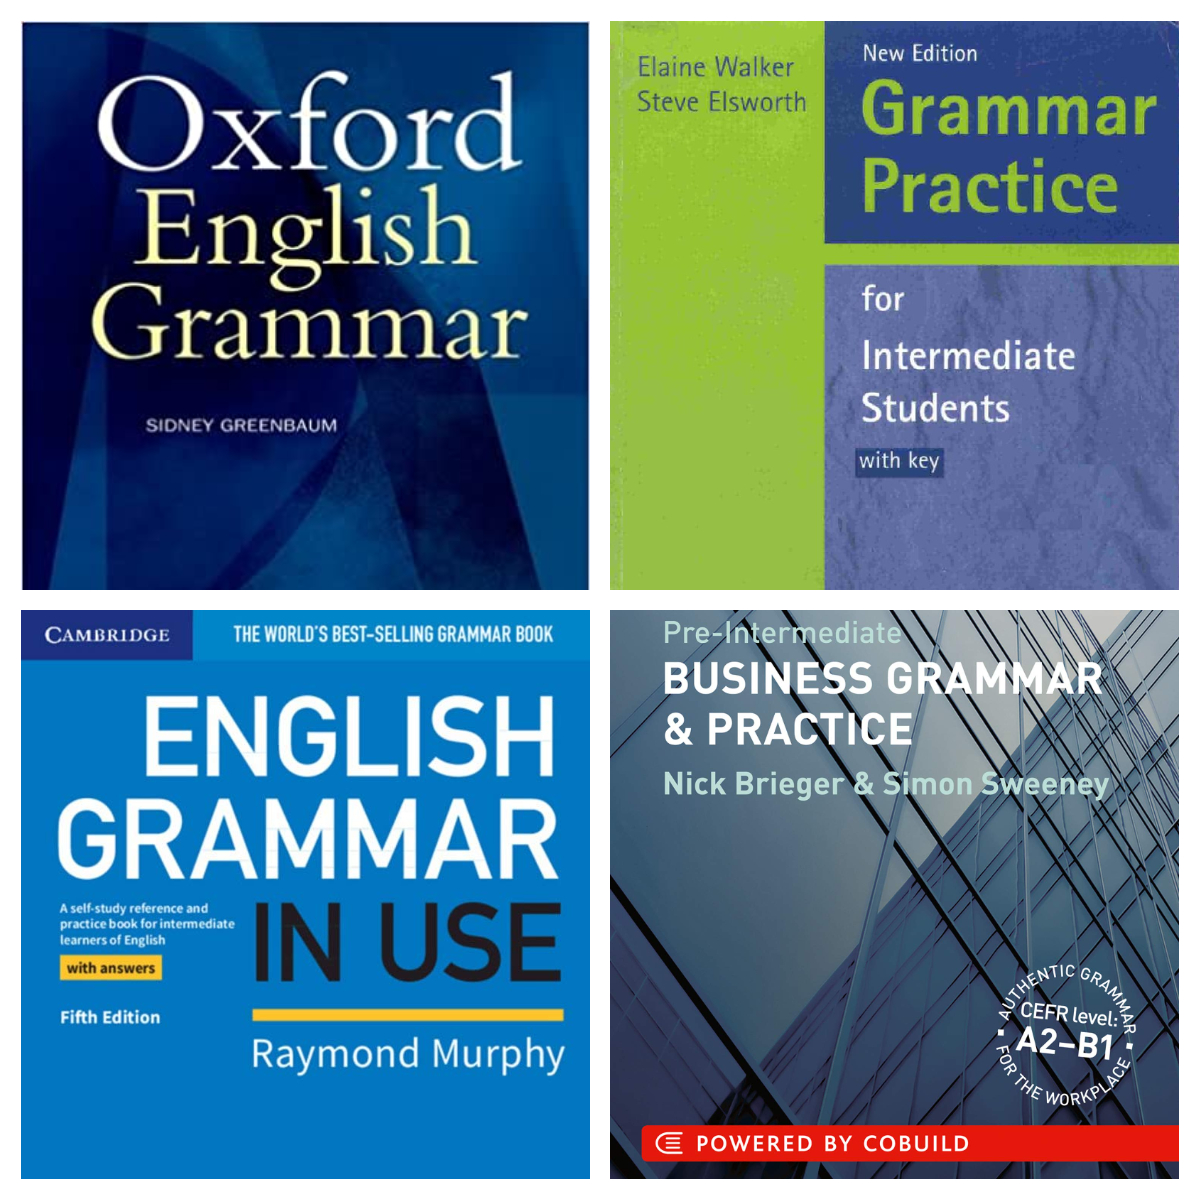 Oxford
English
Grammar
SIDNEY GREENBAUM
Elaine Walker
Steve Elsworth
New Edition
Grammar
Practice
for
Intermediate
Students
with key
CAMBRIDGE
THE WORLD'S BEST-SELLING GRAMMAR BOOK
ENGLISH
GRAMMAR
IN USE
A self-study reference and
practice book for intermediate
learners of English
with answers
Fifth Edition
Raymond Murphy
Pre-Intermediate
BUSINESS GRAMMAR
& PRACTICE
Nick Brieger & Simon Sweeney
AUTHENTIC GRAMMAR
CEFR level:
A2–B1
FOR THE WORKPLACE
POWERED BY COBUILD